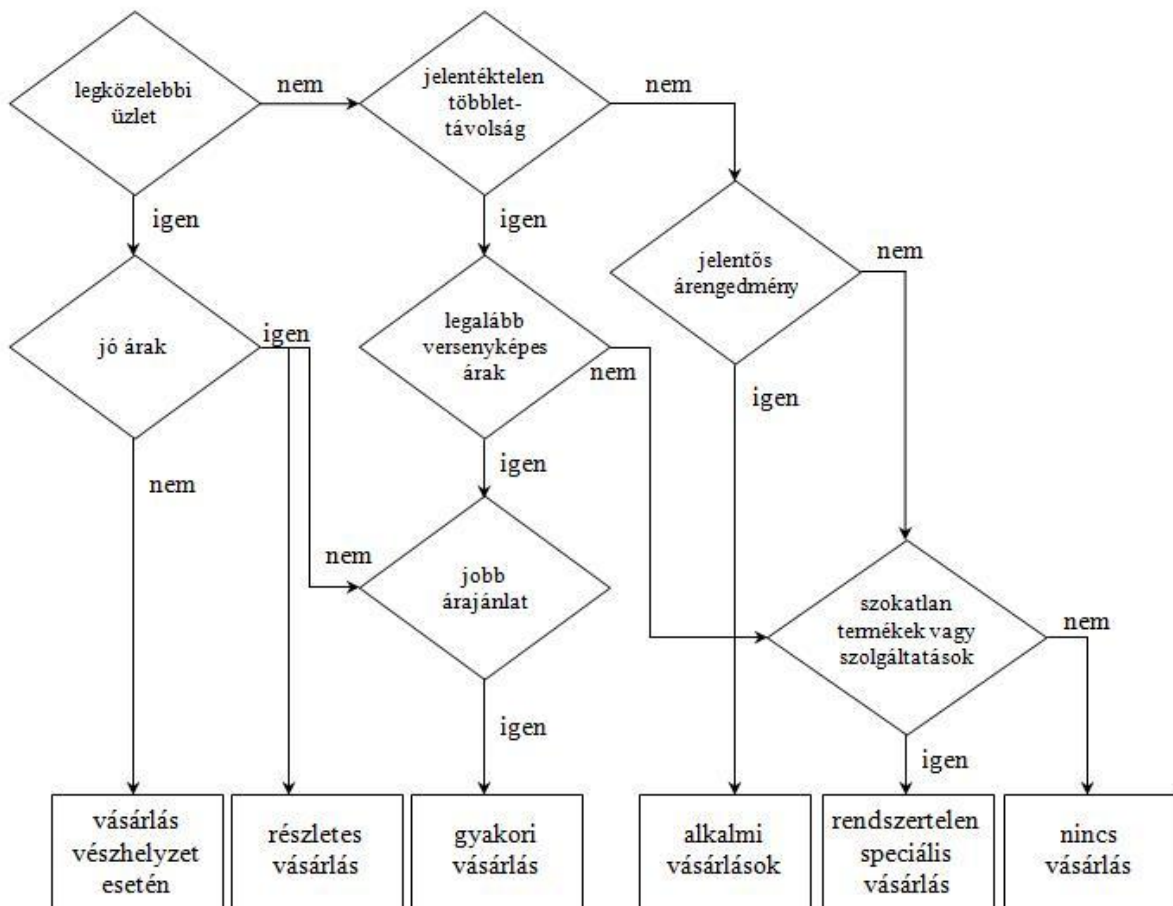 legközelebbi
üzlet
nem
jelentéktelen
többlet-
távolság
nem
igen
igen
jelentős
árengedmény
nem
jó árak
igen
legalább
versenyképes
árak
nem
igen
nem
igen
nem
jobb
árajánlat
szokatlan
termékek vagy
szolgáltatások
nem
igen
igen
vásárlás
vészhelyzet
esetén
részletes
vásárlás
gyakori
vásárlás
alkalmi
vásárlások
rendszertelen
speciális
vásárlás
nincs
vásárlás